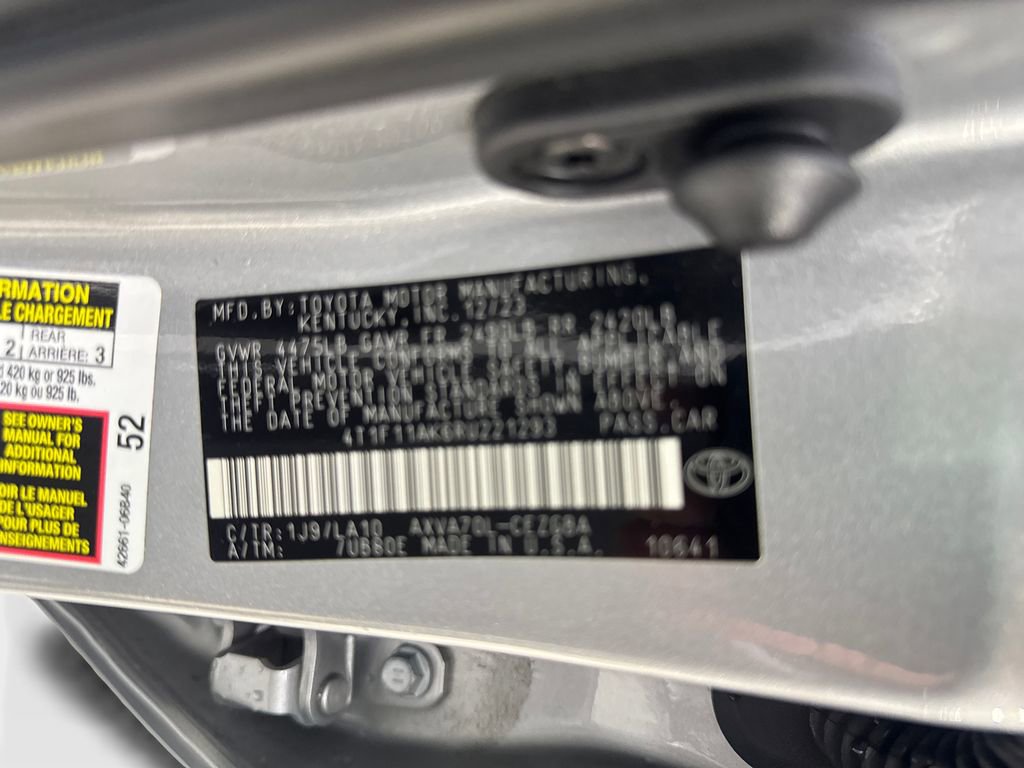 RMATION
LE CHARGEMENT
2 REAR ARRIÈRE: 3
420 kg or 925 lbs.
20 kg ou 925 lb.
SEE OWNER'S
MANUAL FOR
ADDITIONAL
INFORMATION
OIR LE MANUEL
DE L'USAGER
POUR PLUS DE
NSEIGNEMENTS
52
42661-06B40
MFD. BY: TOYOTA MOTOR MANUFACTURING,
KENTUCKY, INC. 12/23
GVWR 4475LB GAWR FR 2490LB RR 2420LB
THIS VEHICLE CONFORMS TO ALL APPLICABLE
FEDERAL MOTOR VEHICLE SAFETY, BUMPER, AND
THEFT PREVENTION STANDARDS IN EFFECT ON
THE DATE OF MANUFACTURE SHOWN ABOVE.
4T1F11AK6RU221293 PASS.CAR
C/TR: 1J9/LA10 AXVA70L-CEZGBA
A/TM: /UB80E MADE IN U.S.A. 10641